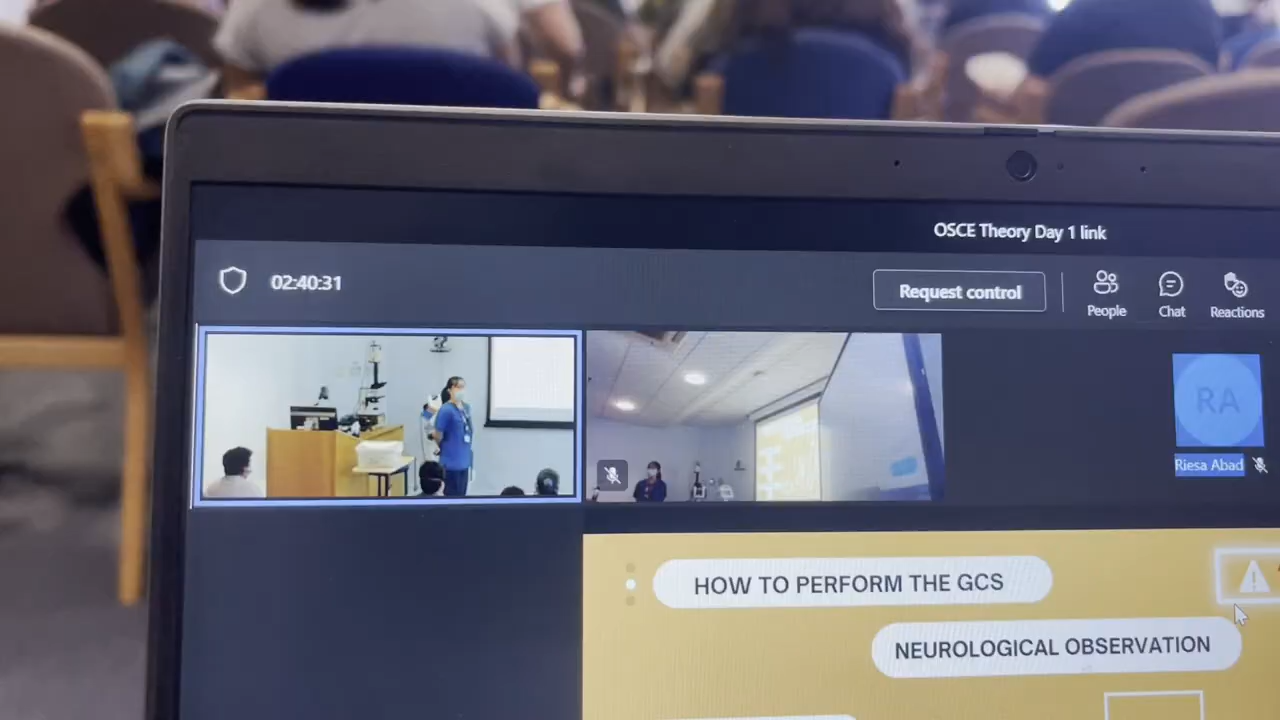 OSCE Theory Day 1 link
02:40:31
Request control
People
Chat
Reactions
RA
Riesa Abad
HOW TO PERFORM THE GCS
NEUROLOGICAL OBSERVATION